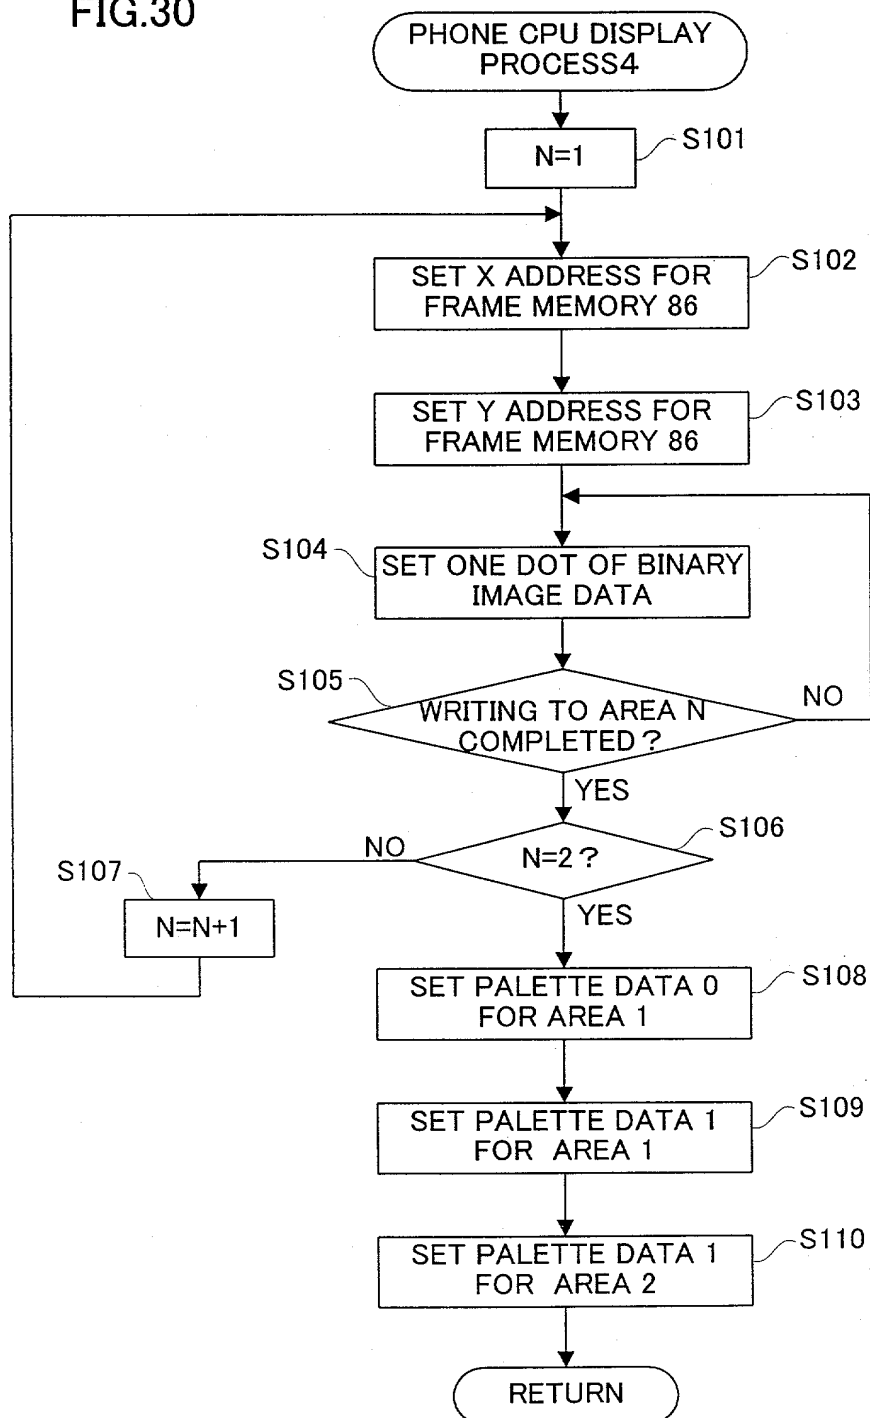 FIG.30
PHONE CPU DISPLAY
PROCESS4
N=1
S101
SET X ADDRESS FOR
FRAME MEMORY 86
S102
SET Y ADDRESS FOR
FRAME MEMORY 86
S103
S104
SET ONE DOT OF BINARY
IMAGE DATA
S105
WRITING TO AREA N
COMPLETED?
NO
YES
S106
N=2?
NO
YES
S107
N=N+1
SET PALETTE DATA 0
FOR AREA 1
S108
SET PALETTE DATA 1
FOR AREA 1
S109
SET PALETTE DATA 1
FOR AREA 2
S110
RETURN